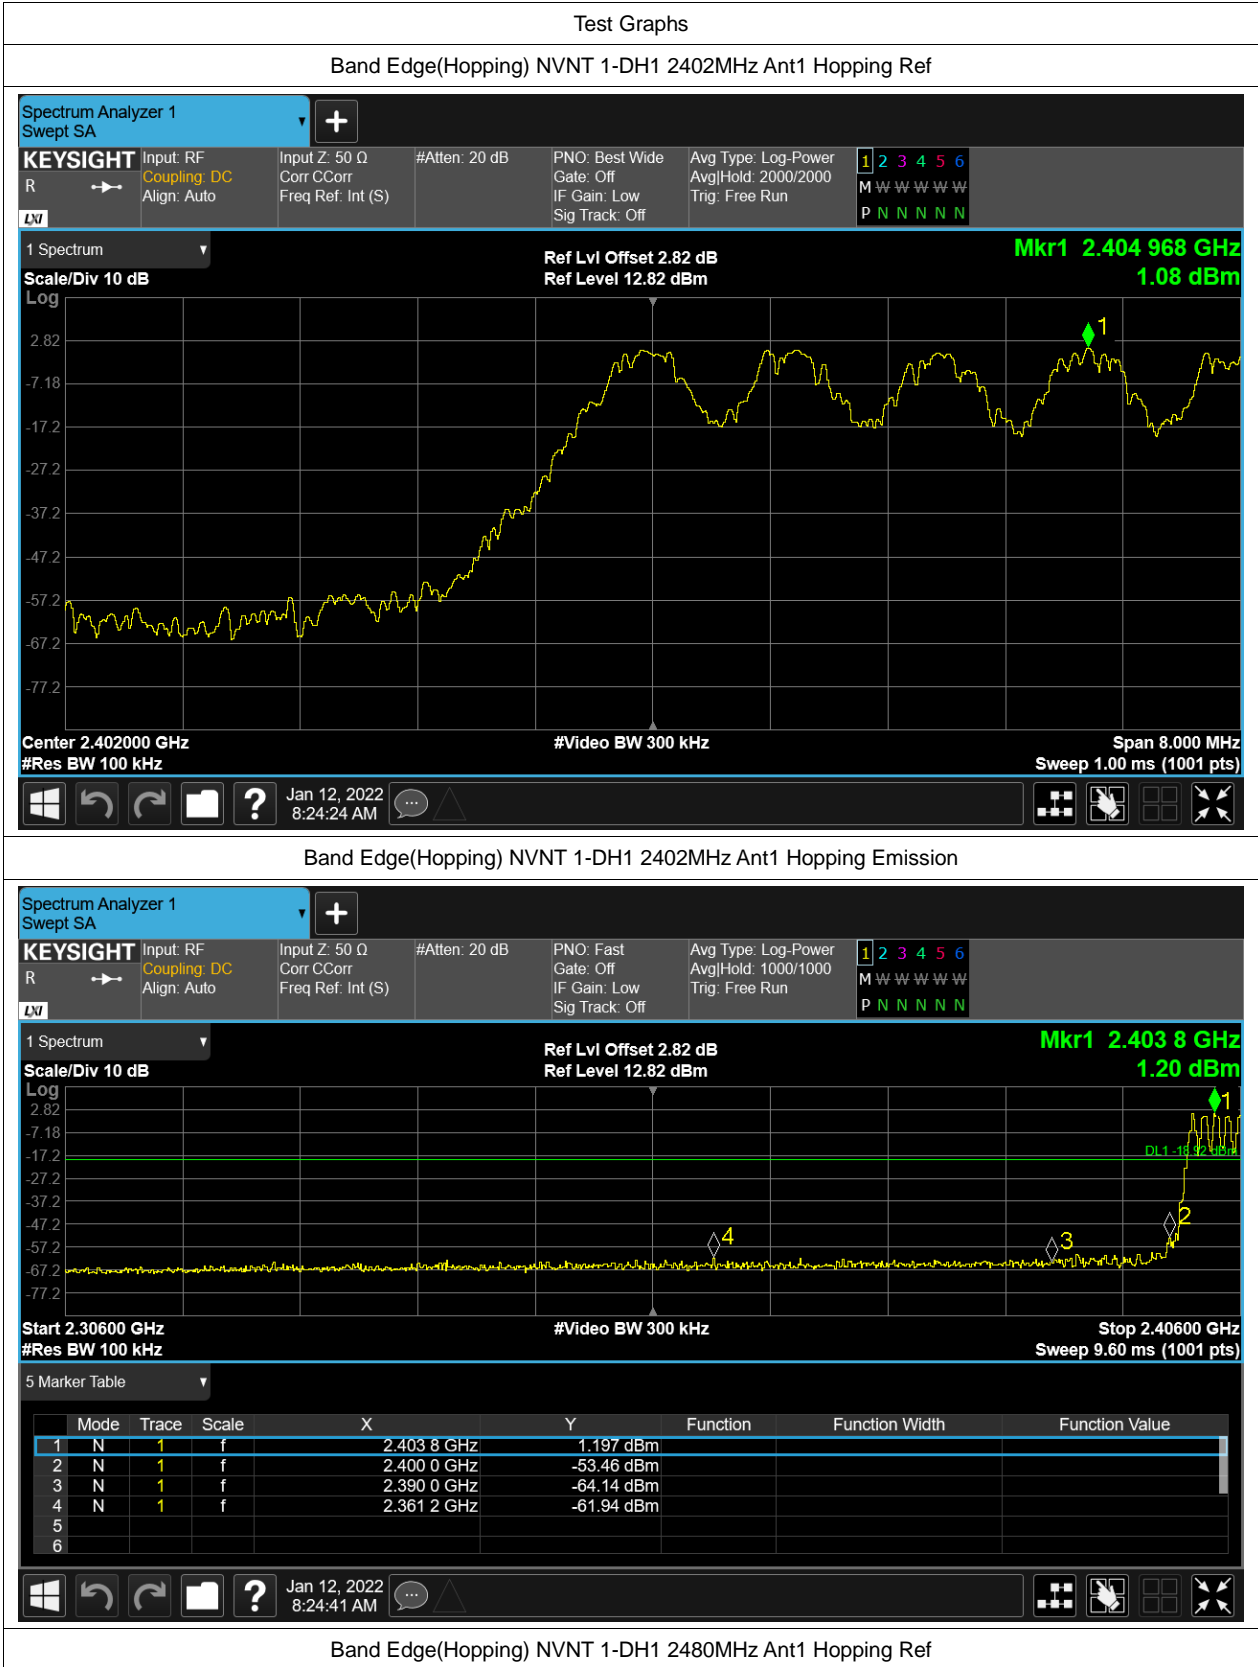 Test Graphs
Band Edge(Hopping) NVNT 1-DH1 2402MHz Ant1 Hopping Ref
Spectrum Analyzer 1
Swept SA
KEYSIGHT Input: RF Input Z: 50 Ω #Atten: 20 dB PNO: Best Wide Avg Type: Log-Power 1 2 3 4 5 6
R Coupling: DC Corr CCorr Gate: Off Avg|Hold: 2000/2000 M W W W W W
Align: Auto Freq Ref: Int (S) IF Gain: Low Trig: Free Run
LXI Sig Track: Off P N N N N N
1 Spectrum Ref Lvl Offset 2.82 dB Mkr1 2.404 968 GHz
Scale/Div 10 dB Ref Level 12.82 dBm 1.08 dBm
Log
1
2.82
-7.18
-17.2
-27.2
-37.2
-47.2
-57.2
-67.2
-77.2
Center 2.402000 GHz #Video BW 300 kHz Span 8.000 MHz
#Res BW 100 kHz Sweep 1.00 ms (1001 pts)
Jan 12, 2022
8:24:24 AM
Band Edge(Hopping) NVNT 1-DH1 2402MHz Ant1 Hopping Emission
Spectrum Analyzer 1
Swept SA
KEYSIGHT Input: RF Input Z: 50 Ω #Atten: 20 dB PNO: Fast Avg Type: Log-Power 1 2 3 4 5 6
R Coupling: DC Corr CCorr Gate: Off Avg|Hold: 1000/1000 M W W W W W
Align: Auto Freq Ref: Int (S) IF Gain: Low Trig: Free Run
LXI Sig Track: Off P N N N N N
1 Spectrum Ref Lvl Offset 2.82 dB Mkr1 2.403 8 GHz
Scale/Div 10 dB Ref Level 12.82 dBm 1.20 dBm
Log
1
2.82
-7.18
-17.2 DL1 -18.92 dBm
-27.2
-37.2
-47.2 2
-57.2 4 3
-67.2
-77.2
Start 2.30600 GHz #Video BW 300 kHz Stop 2.40600 GHz
#Res BW 100 kHz Sweep 9.60 ms (1001 pts)
5 Marker Table
Mode Trace Scale X Y Function Function Width Function Value
1 N 1 f 2.403 8 GHz 1.197 dBm
2 N 1 f 2.400 0 GHz -53.46 dBm
3 N 1 f 2.390 0 GHz -64.14 dBm
4 N 1 f 2.361 2 GHz -61.94 dBm
5
6
Jan 12, 2022
8:24:41 AM
Band Edge(Hopping) NVNT 1-DH1 2480MHz Ant1 Hopping Ref